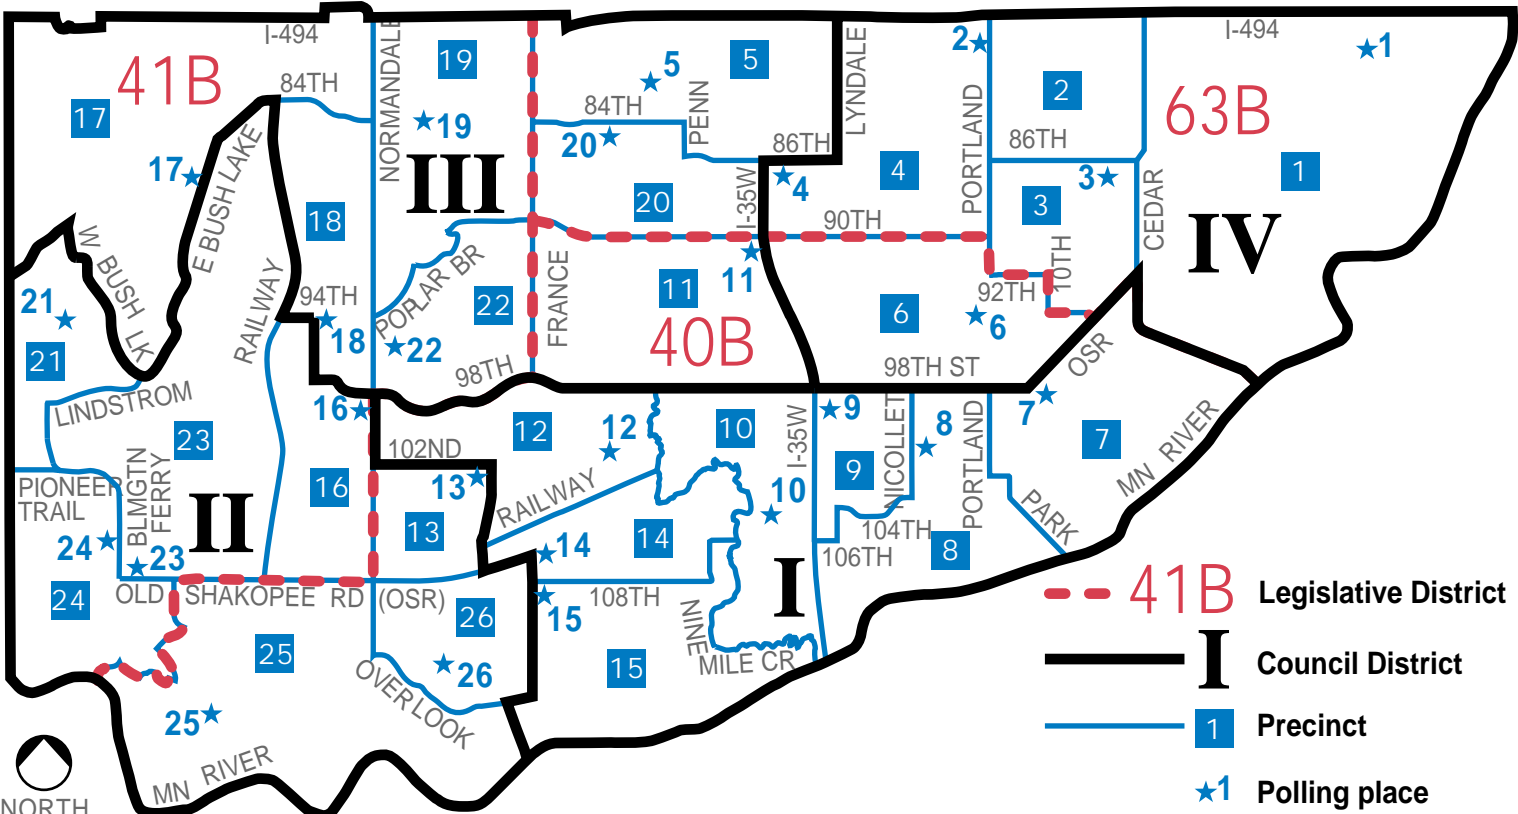 I-494
41B
84TH
17
17
E BUSH LAKE
W BUSH LK
NORMANDALE
19
19
III
18
RAILWAY
94TH
18
POPLAR BR
22
22
98TH
FRANCE
5
5
84TH
PENN
20
20
86TH
I-35W
4
LYNDALE
4
90TH
11
11
40B
2
PORTLAND
2
86TH
3
3
10TH
92TH
CEDAR
6
6
98TH ST
OSR
I-494
1
63B
1
IV
21
21
LINDSTROM
23
PIONEER
TRAIL
BLMGTN
FERRY
24
23
24
II
16
16
102ND
12
12
13
13
RAILWAY
14
14
10
10
I-35W
9
9
NICOLLET
8
104TH
106TH
8
PORTLAND
7
7
PARK
MN RIVER
OLD SHAKOPEE RD (OSR)
26
26
25
25
OVERLOOK
108TH
15
15
NINE
MILE CR
I
MN RIVER
NORTH
41B Legislative District
I Council District
1 Precinct
1 Polling place